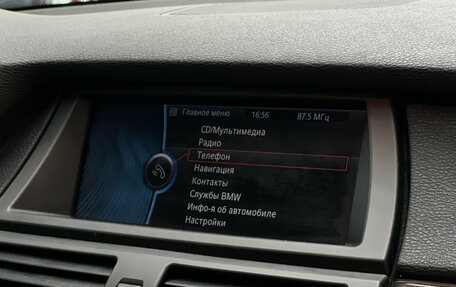 Главное меню 16:56 87.5 МГц
CD/Мультимедиа
Радио
Телефон
Навигация
Контакты
Службы BMW
Инфо-я об автомобиле
Настройки